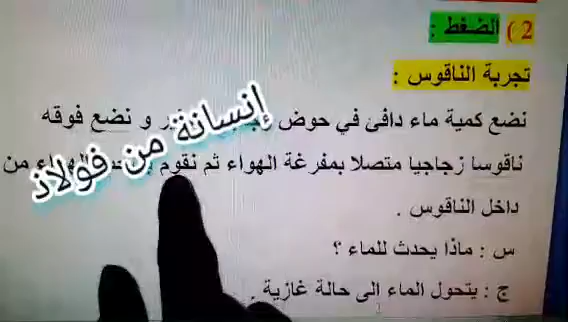 2) الضغط :
تجربة الناقوس :
نضع كمية ماء دافئ في حوض و نضع فوقه
ناقوسا زجاجيا متصلا بمفرغة الهواء ثم نقوم من
داخل الناقوس .
س : ماذا يحدث للماء ؟
ج : يتحول الماء الى حالة غازية .
إنسانة من فولاذ